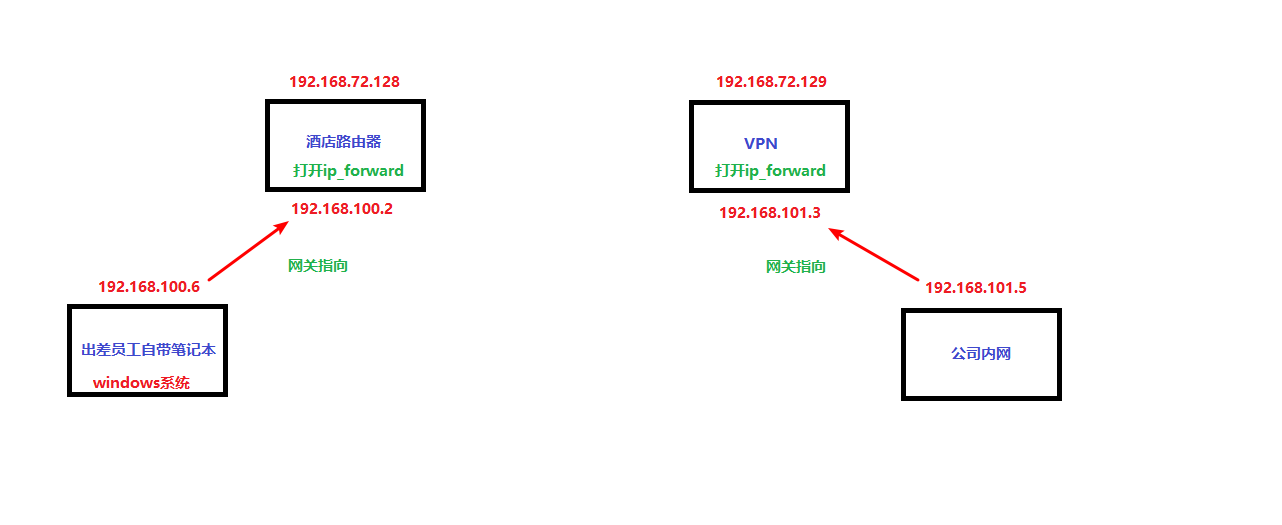 192.168.72.128
酒店路由器
打开ip_forward
192.168.100.2
网关指向
192.168.100.6
出差员工自带笔记本
windows系统
192.168.72.129
VPN
打开ip_forward
192.168.101.3
网关指向
192.168.101.5
公司内网